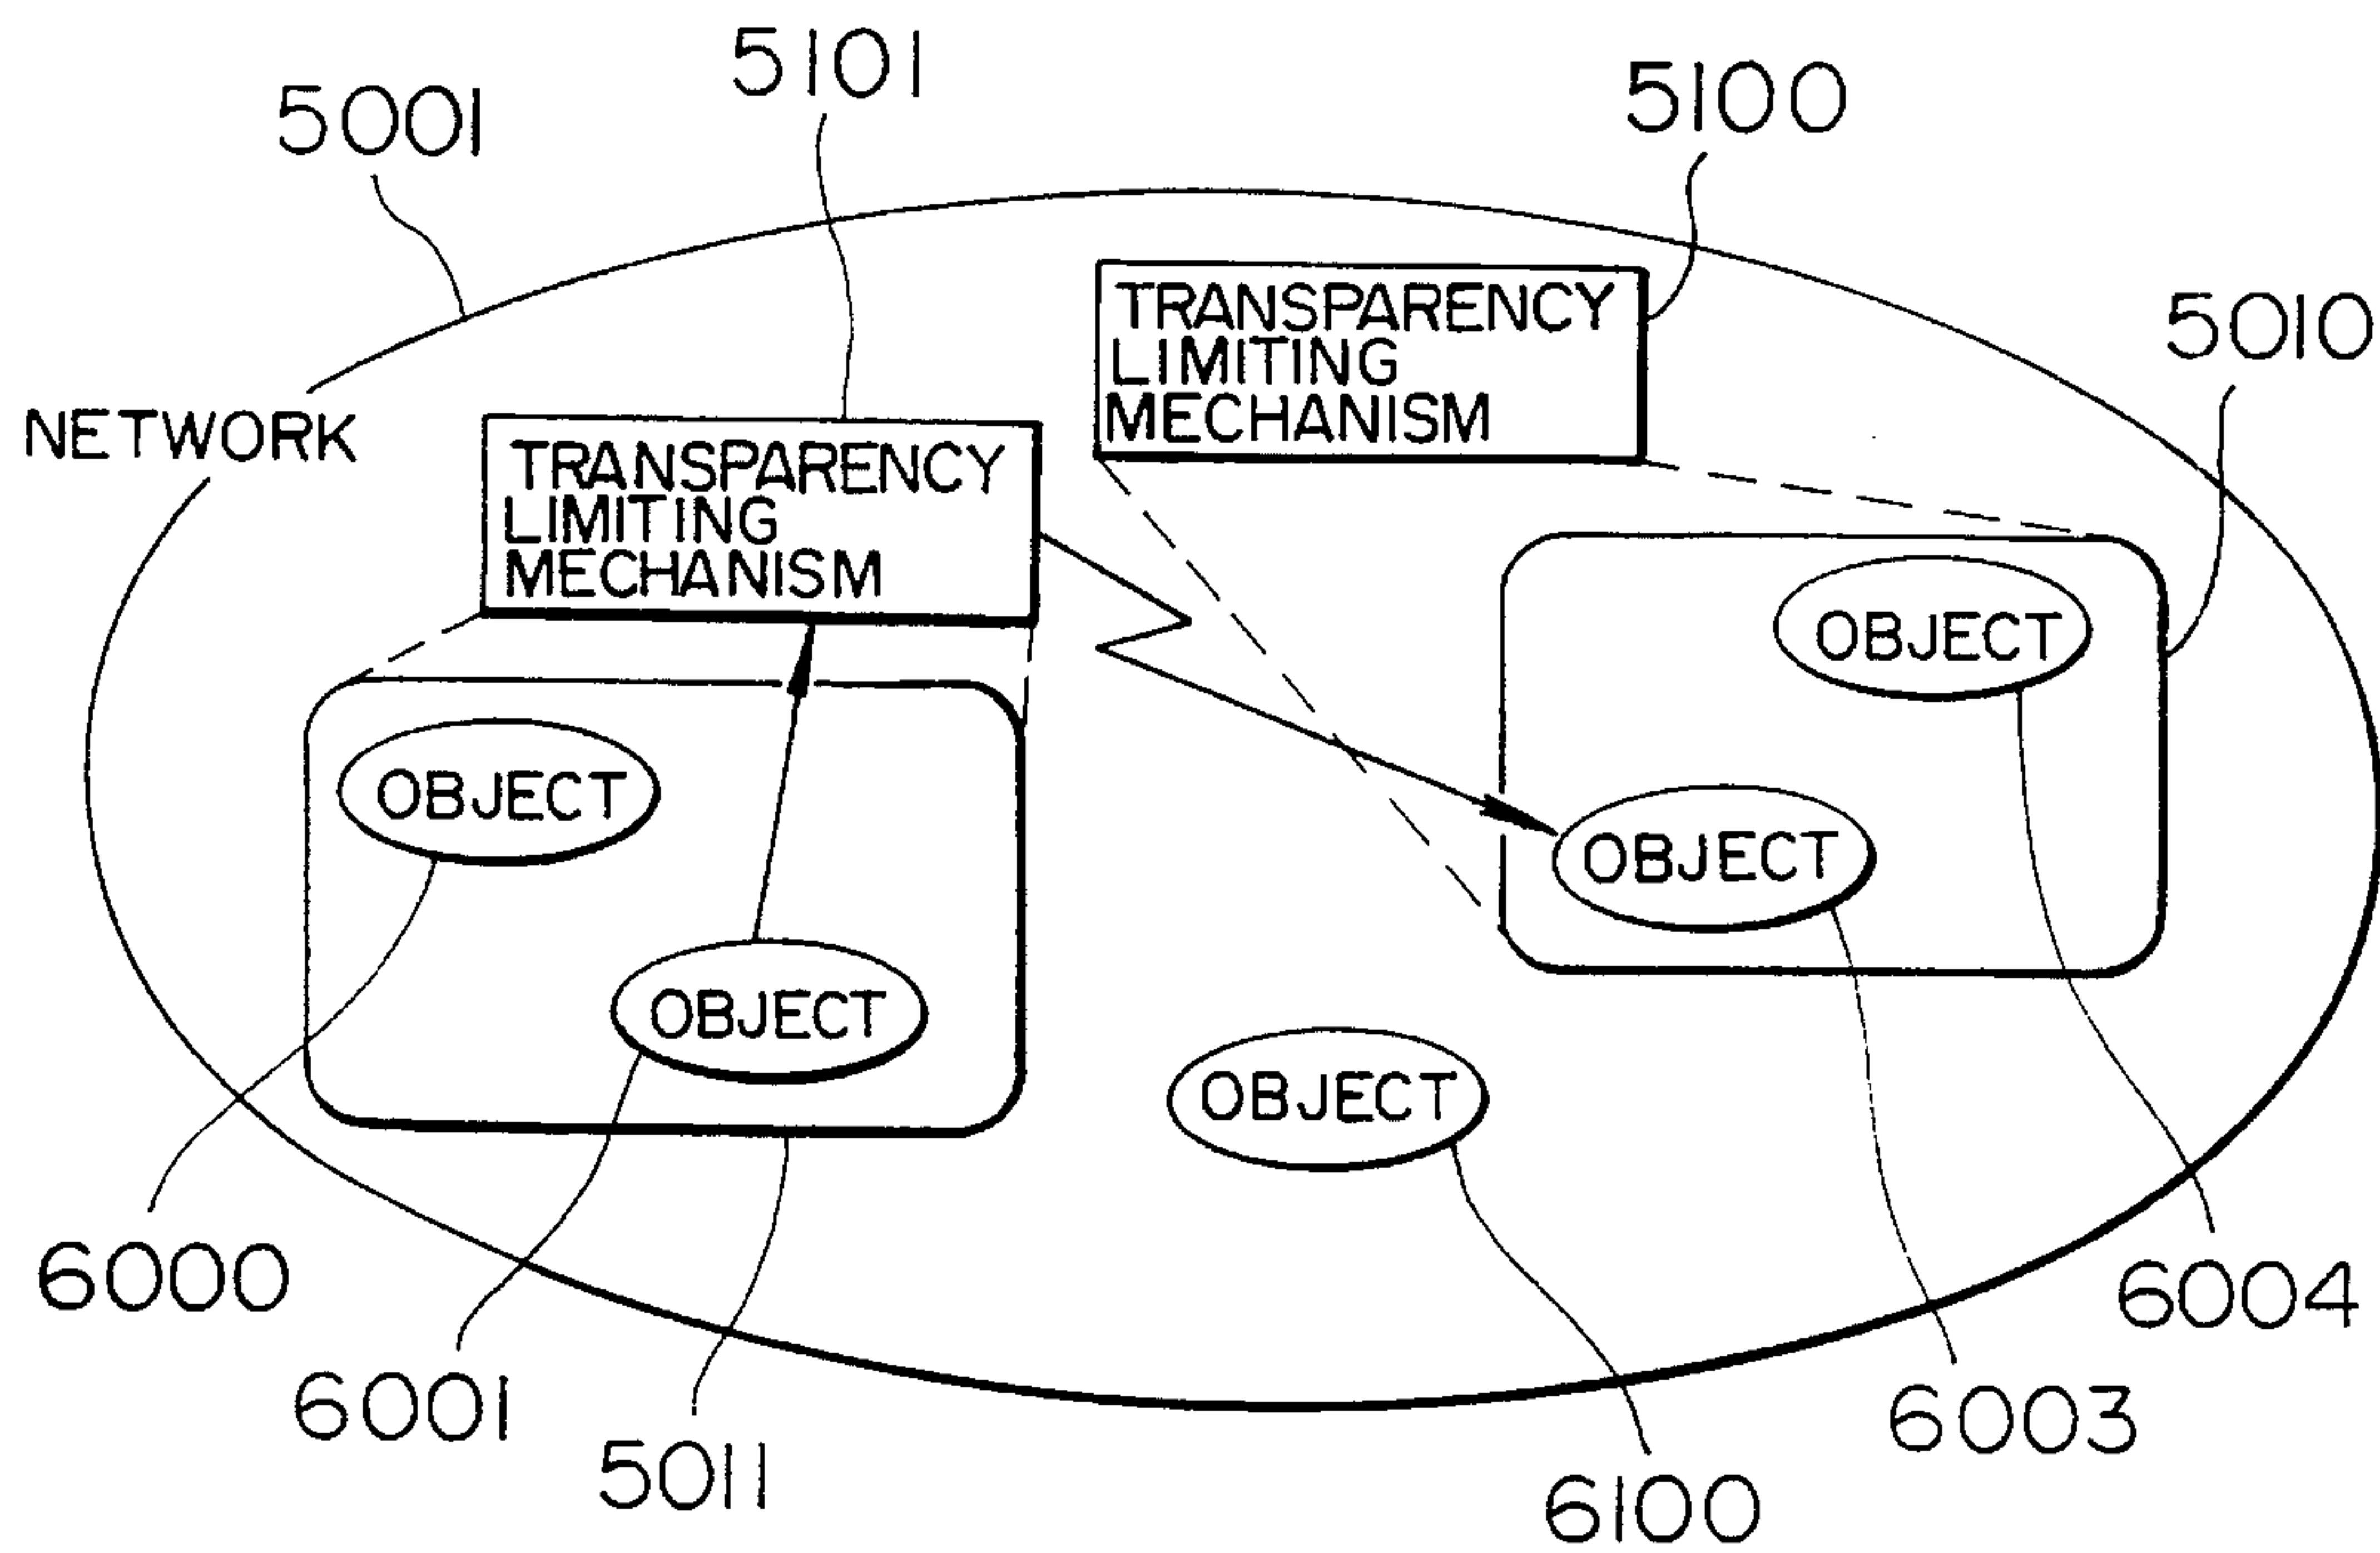 5101
5100
5001
TRANSPARENCY
LIMITING
MECHANISM
5010
NETWORK
TRANSPARENCY
LIMITING
MECHANISM
OBJECT
OBJECT
OBJECT
OBJECT
OBJECT
6000
6004
6001
6003
5011
6100